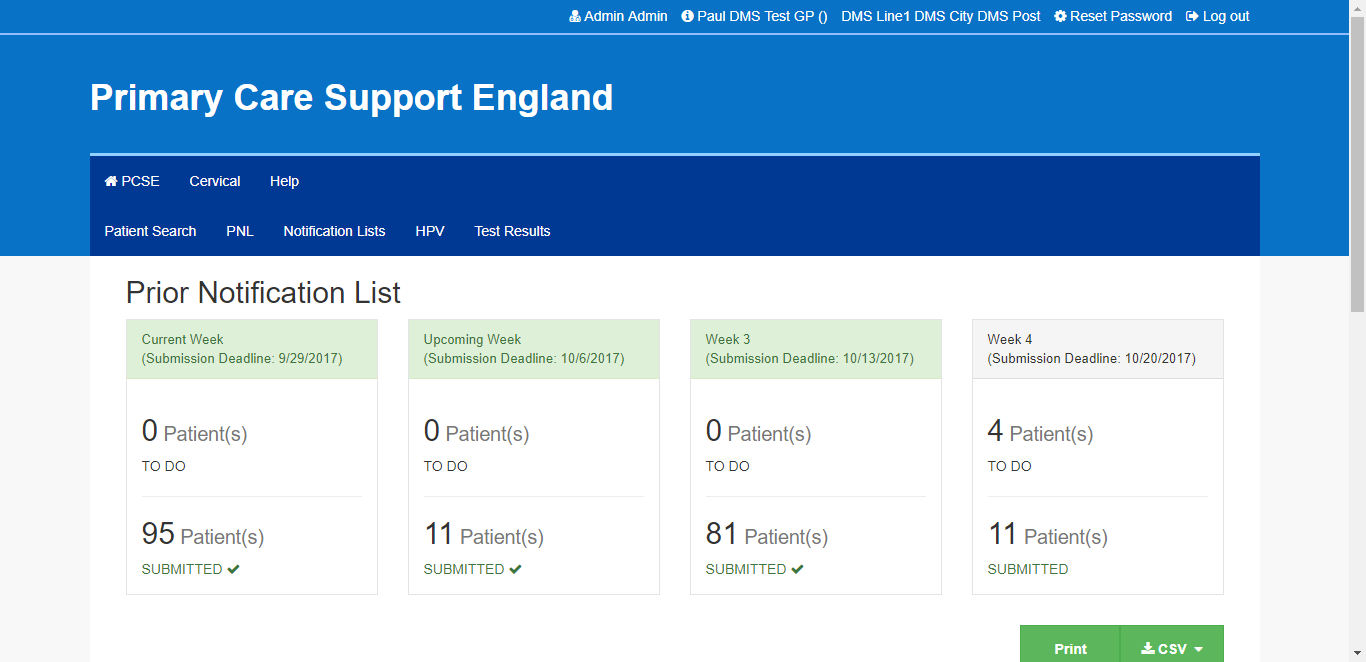 Admin Admin Paul DMS Test GP () DMS Line1 DMS City DMS Post Reset Password Log out
Primary Care Support England
PCSE Cervical Help
Patient Search PNL Notification Lists HPV Test Results
Prior Notification List
Current Week
(Submission Deadline: 9/29/2017)
0 Patient(s)
TO DO
95 Patient(s)
SUBMITTED
Upcoming Week
(Submission Deadline: 10/6/2017)
0 Patient(s)
TO DO
11 Patient(s)
SUBMITTED
Week 3
(Submission Deadline: 10/13/2017)
0 Patient(s)
TO DO
81 Patient(s)
SUBMITTED
Week 4
(Submission Deadline: 10/20/2017)
4 Patient(s)
TO DO
11 Patient(s)
SUBMITTED
Print CSV